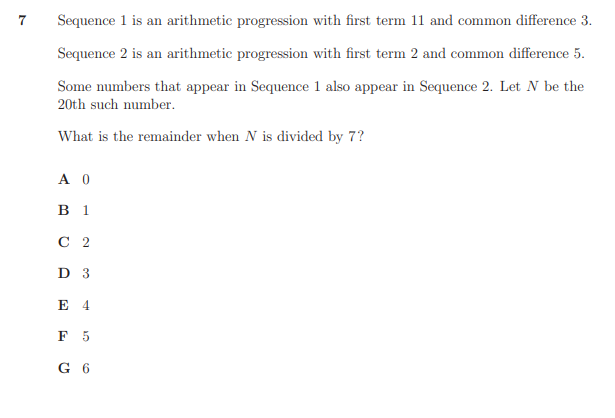 7 Sequence 1 is an arithmetic progression with first term 11 and common difference 3.
Sequence 2 is an arithmetic progression with first term 2 and common difference 5.
Some numbers that appear in Sequence 1 also appear in Sequence 2. Let N be the
20th such number.
What is the remainder when N is divided by 7?
A 0
B 1
C 2
D 3
E 4
F 5
G 6